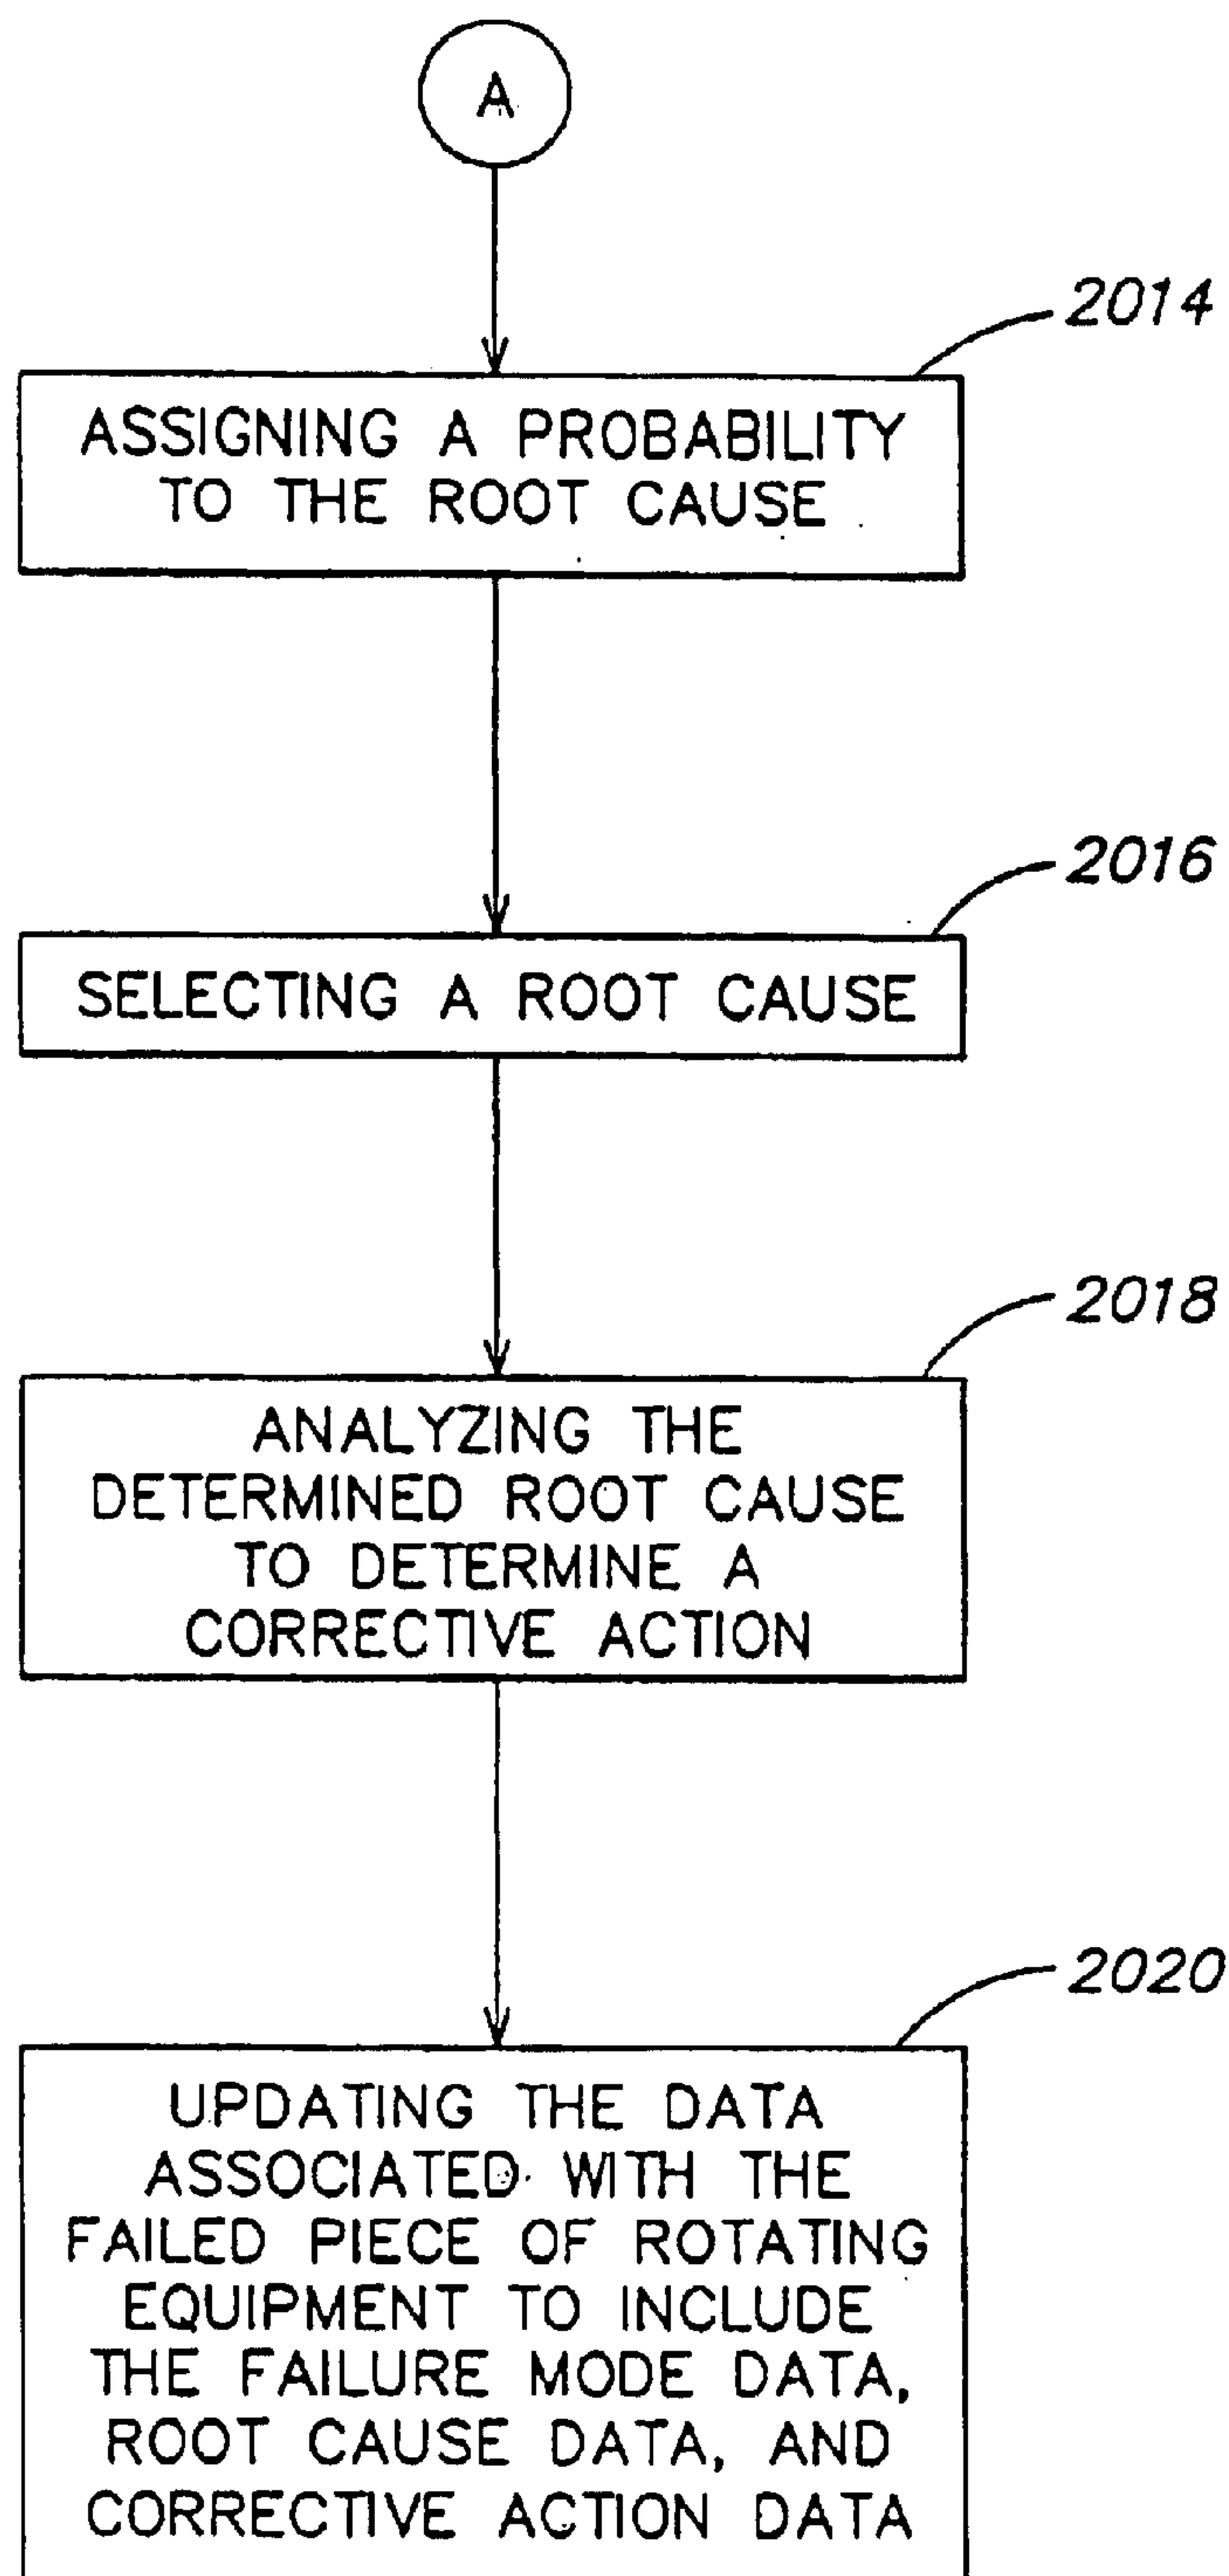 A
2014
ASSIGNING A PROBABILITY
TO THE ROOT CAUSE
2016
SELECTING A ROOT CAUSE
2018
ANALYZING THE
DETERMINED ROOT CAUSE
TO DETERMINE A
CORRECTIVE ACTION
2020
UPDATING THE DATA
ASSOCIATED WITH THE
FAILED PIECE OF ROTATING
EQUIPMENT TO INCLUDE
THE FAILURE MODE DATA,
ROOT CAUSE DATA, AND
CORRECTIVE ACTION DATA